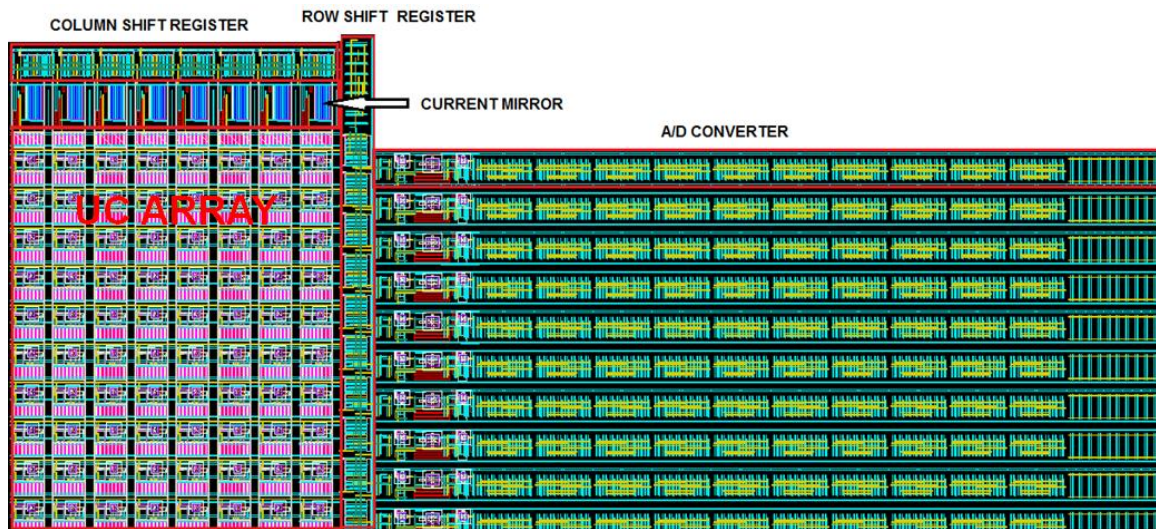 COLUMN SHIFT REGISTER
ROW SHIFT  REGISTER
CURRENT MIRROR
A/D CONVERTER
UC ARRAY